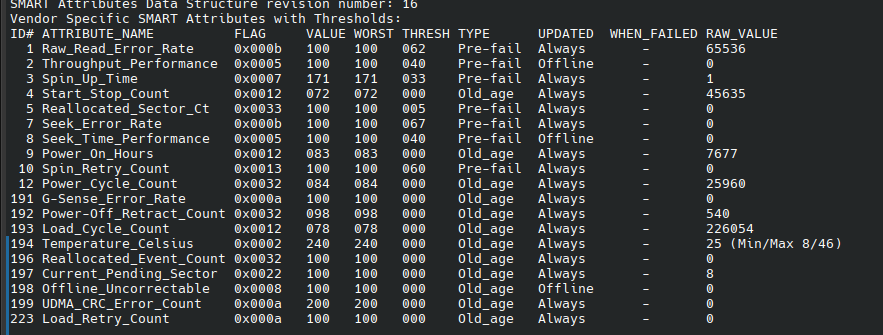 SMART Attributes Data Structure revision number: 16
Vendor Specific SMART Attributes with Thresholds:
ID# ATTRIBUTE_NAME FLAG VALUE WORST THRESH TYPE UPDATED WHEN_FAILED RAW_VALUE
1 Raw_Read_Error_Rate 0x000b 100 100 062 Pre-fail Always - 65536
2 Throughput_Performance 0x0005 100 100 040 Pre-fail Offline - 0
3 Spin_Up_Time 0x0007 171 171 033 Pre-fail Always - 1
4 Start_Stop_Count 0x0012 072 072 000 Old_age Always - 45635
5 Reallocated_Sector_Ct 0x0033 100 100 005 Pre-fail Always - 0
7 Seek_Error_Rate 0x000b 100 100 067 Pre-fail Always - 0
8 Seek_Time_Performance 0x0005 100 100 040 Pre-fail Offline - 0
9 Power_On_Hours 0x0012 083 083 000 Old_age Always - 7677
10 Spin_Retry_Count 0x0013 100 100 060 Pre-fail Always - 0
12 Power_Cycle_Count 0x0032 084 084 000 Old_age Always - 25960
191 G-Sense_Error_Rate 0x000a 100 100 000 Old_age Always - 0
192 Power-Off_Retract_Count 0x0032 098 098 000 Old_age Always - 540
193 Load_Cycle_Count 0x0012 078 078 000 Old_age Always - 226054
194 Temperature_Celsius 0x0002 240 240 000 Old_age Always - 25 (Min/Max 8/46)
196 Reallocated_Event_Count 0x0032 100 100 000 Old_age Always - 0
197 Current_Pending_Sector 0x0022 100 100 000 Old_age Always - 8
198 Offline_Uncorrectable 0x0008 100 100 000 Old_age Offline - 0
199 UDMA_CRC_Error_Count 0x000a 200 200 000 Old_age Always - 0
223 Load_Retry_Count 0x000a 100 100 000 Old_age Always - 0